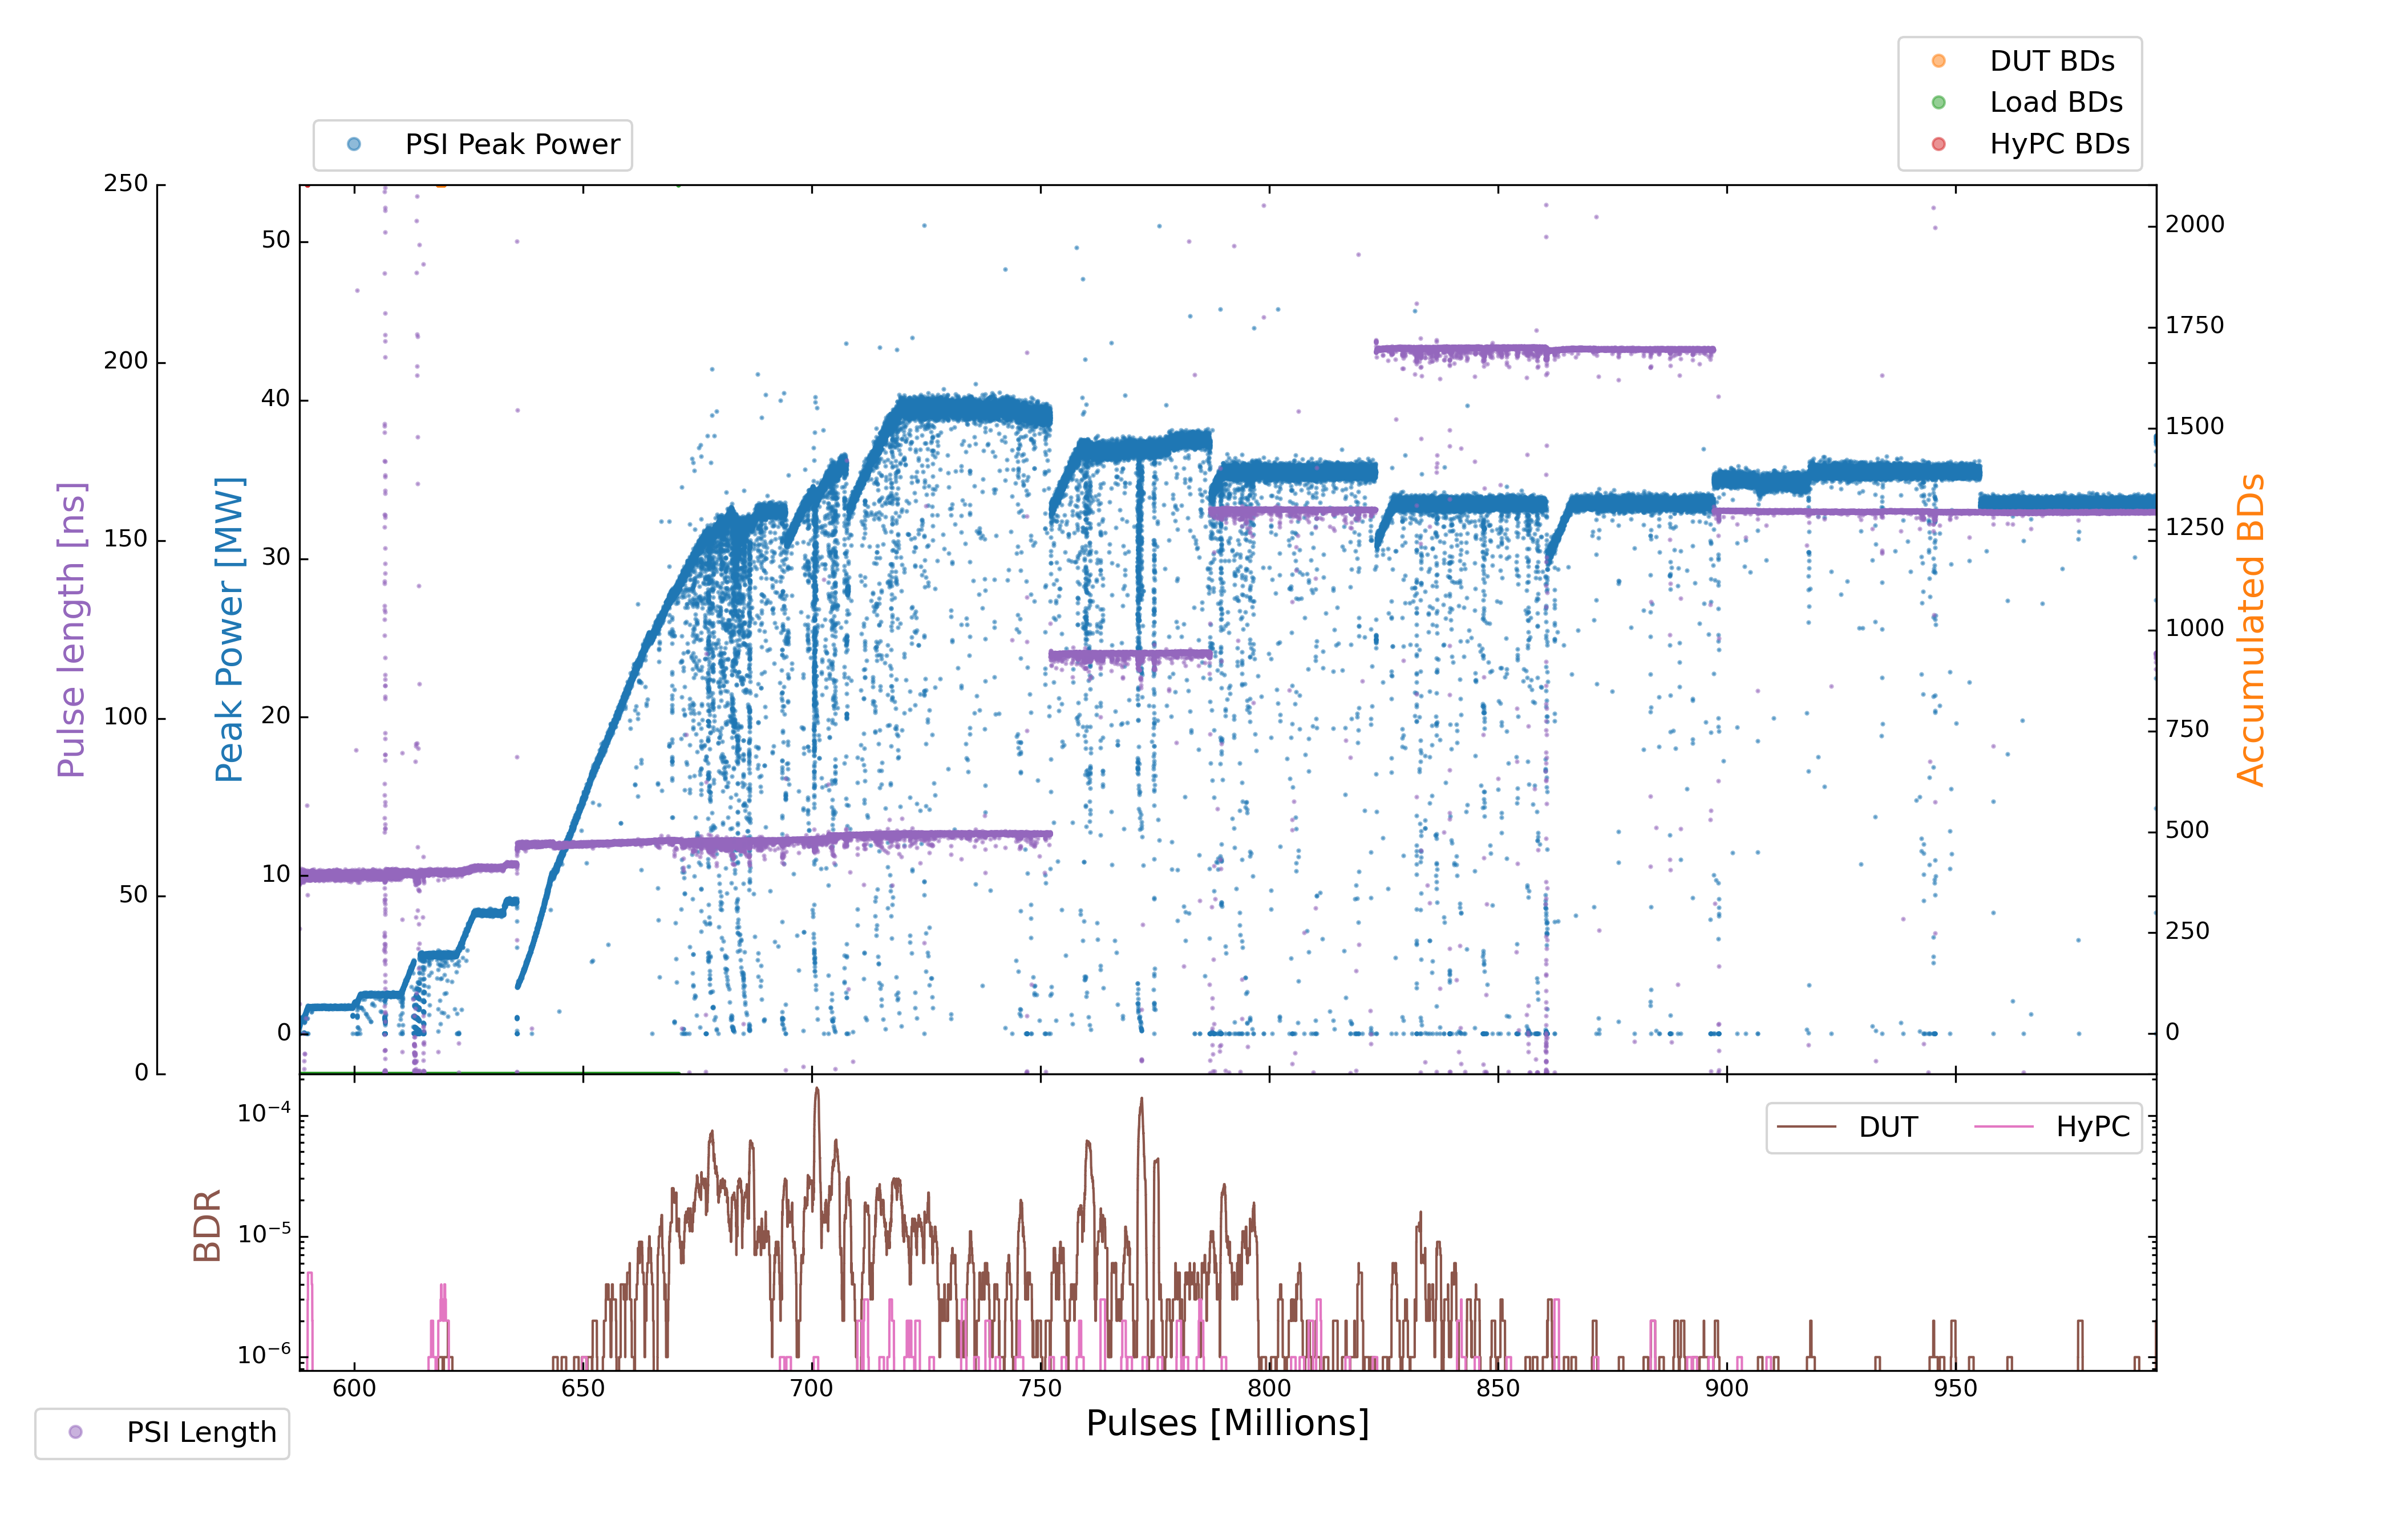 DUT BDs
Load BDs
HyPC BDs
PSI Peak Power
250
200
150
100
50
0
Pulse length [ns]
50
40
30
20
10
0
Peak Power [MW]
2000
1750
1500
1250
1000
750
500
250
0
Accumulated BDs
10⁻⁴
10⁻⁵
10⁻⁶
BDR
DUT HyPC
600 650 700 750 800 850 900 950
Pulses [Millions]
PSI Length